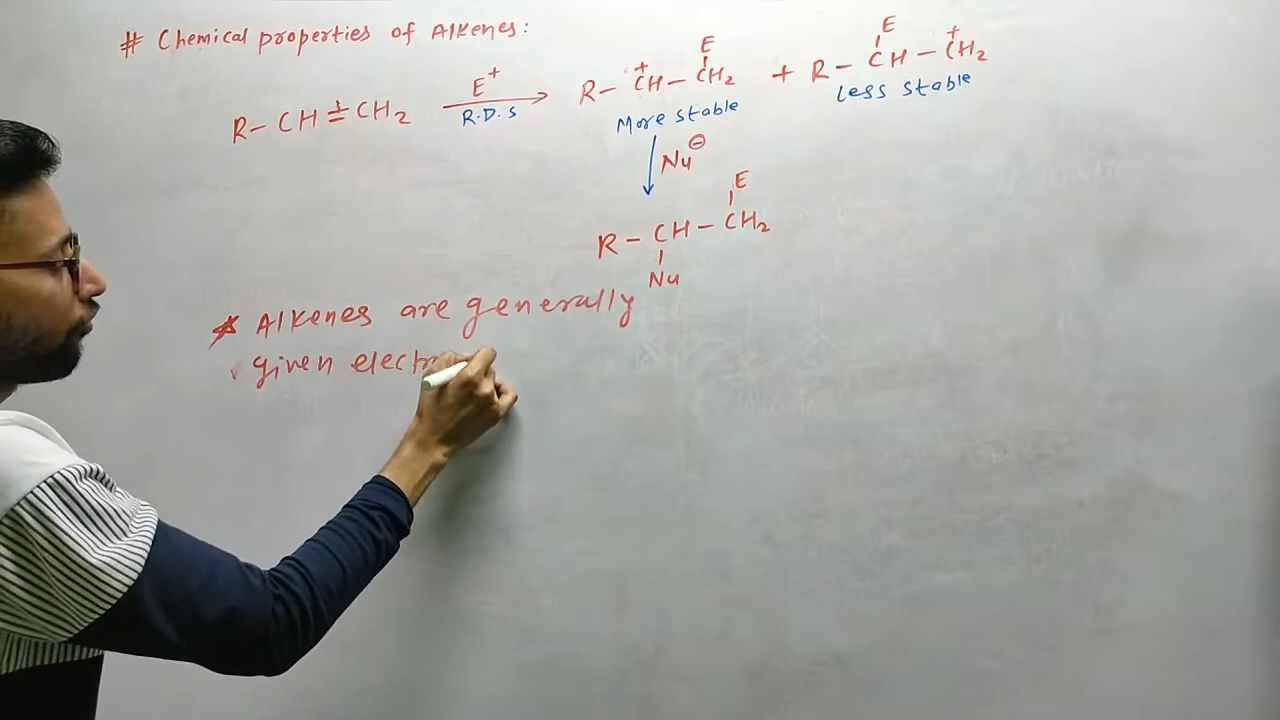 # Chemical properties of Alkenes:
R - CH = CH2 E+ R.D.S R - CH+ - CH2 E + R - CH E - CH2+
More stable Less stable
Nu⊖
R - CH - CH2 E
Nu
* Alkenes are generally
given electr